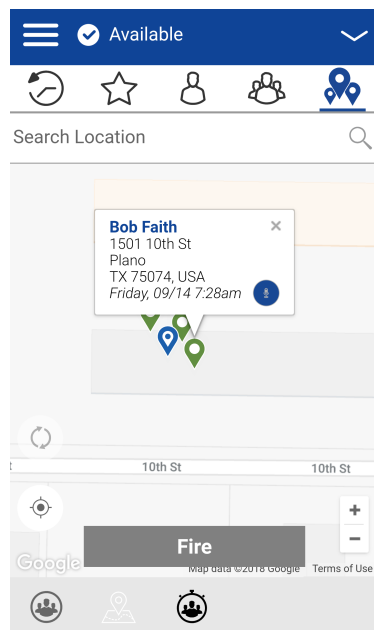 Available
Search Location
Bob Faith
1501 10th St
Plano
TX 75074, USA
Friday, 09/14 7:28am
10th St
10th St
Fire
Google
Map data ©2018 Google
Terms of Use